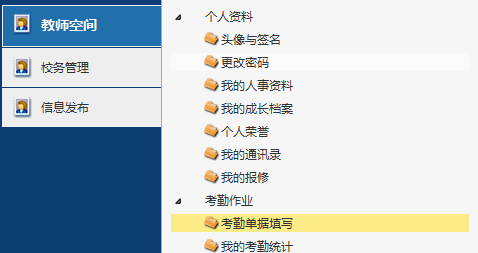 教师空间
校务管理
信息发布
个人资料
头像与签名
更改密码
我的人事资料
我的成长档案
个人荣誉
我的通讯录
我的报修
考勤作业
考勤单据填写
我的考勤统计